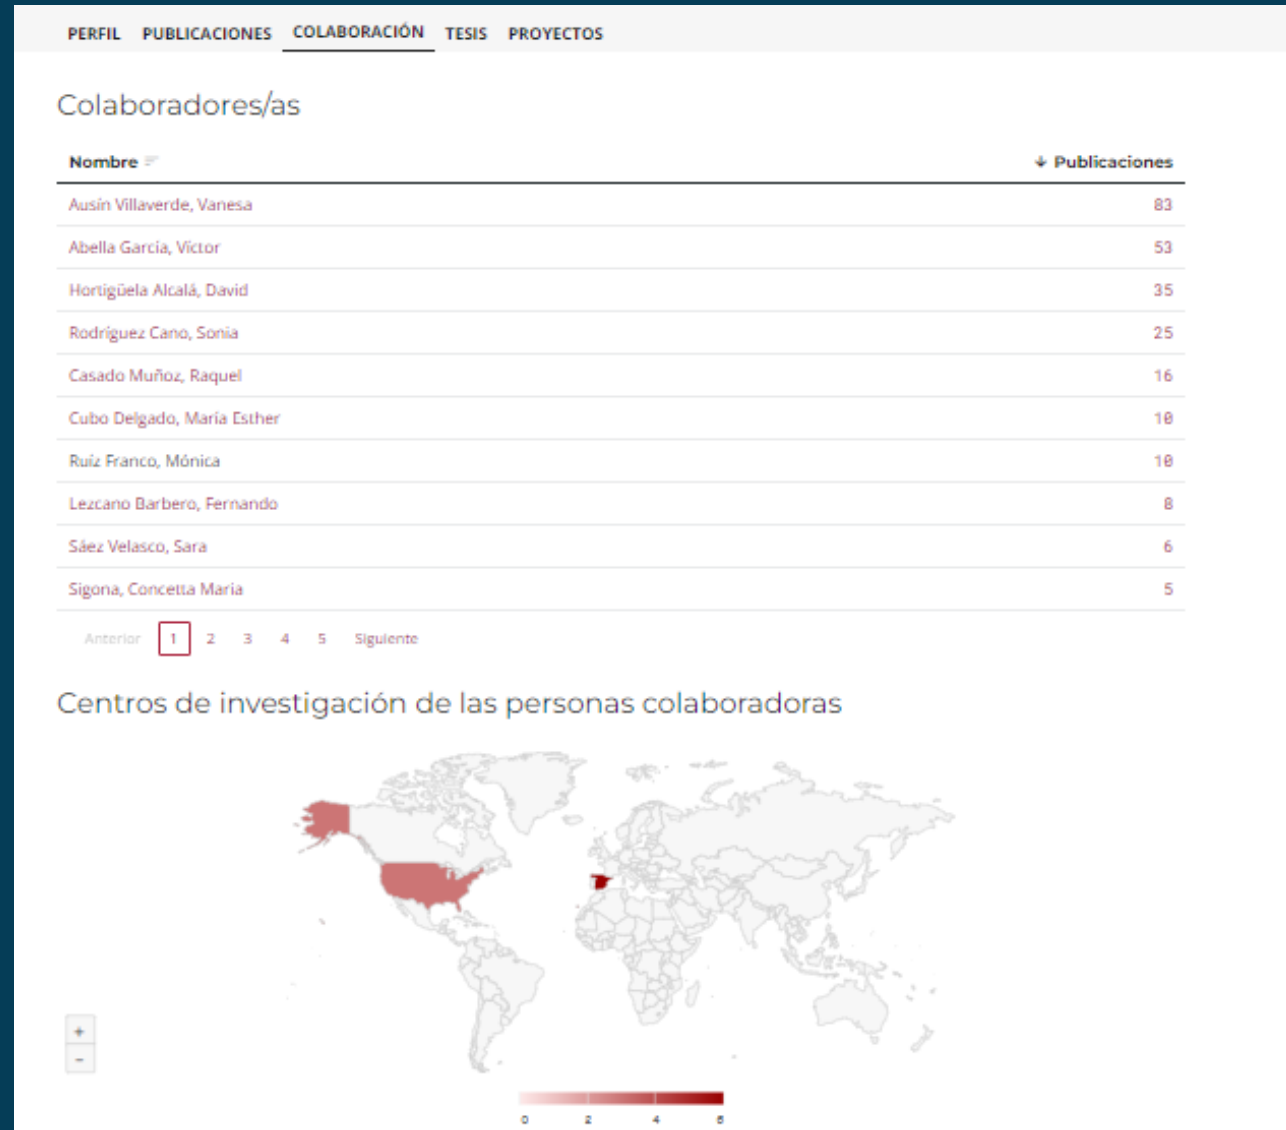 PERFIL PUBLICACIONES COLABORACIÓN TESIS PROYECTOS
Colaboradores/as
Nombre Publicaciones
Ausín Villaverde, Vanesa 83
Abella García, Víctor 53
Hortigüela Alcalá, David 35
Rodríguez Cano, Sonia 25
Casado Muñoz, Raquel 16
Cubo Delgado, María Esther 10
Ruiz Franco, Mónica 10
Lezcano Barbero, Fernando 8
Sáez Velasco, Sara 6
Sigona, Concetta Maria 5
Anterior 1 2 3 4 5 Siguiente
Centros de investigación de las personas colaboradoras
+
−
0 2 4 6